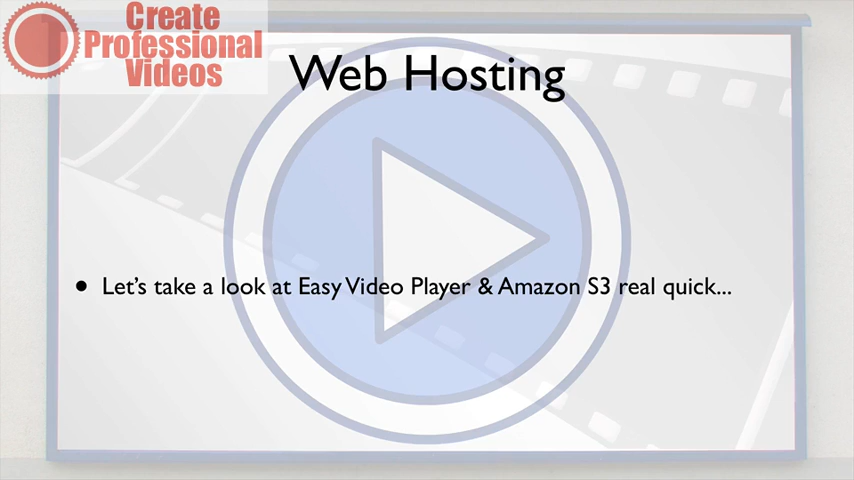 Create
Professional
Videos
Web Hosting
• Let's take a look at Easy Video Player & Amazon S3 real quick...